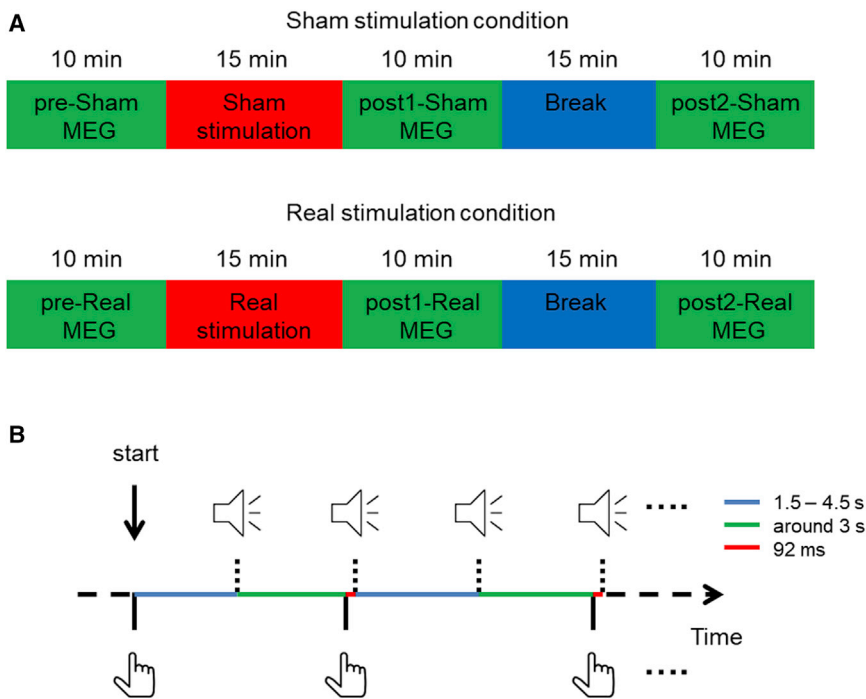 A
Sham stimulation condition
10 min 15 min 10 min 15 min 10 min
pre-Sham Sham post1-Sham Break post2-Sham
MEG stimulation MEG MEG
Real stimulation condition
10 min 15 min 10 min 15 min 10 min
pre-Real Real post1-Real Break post2-Real
MEG stimulation MEG MEG
B
start
1.5 – 4.5 s
around 3 s
92 ms
Time